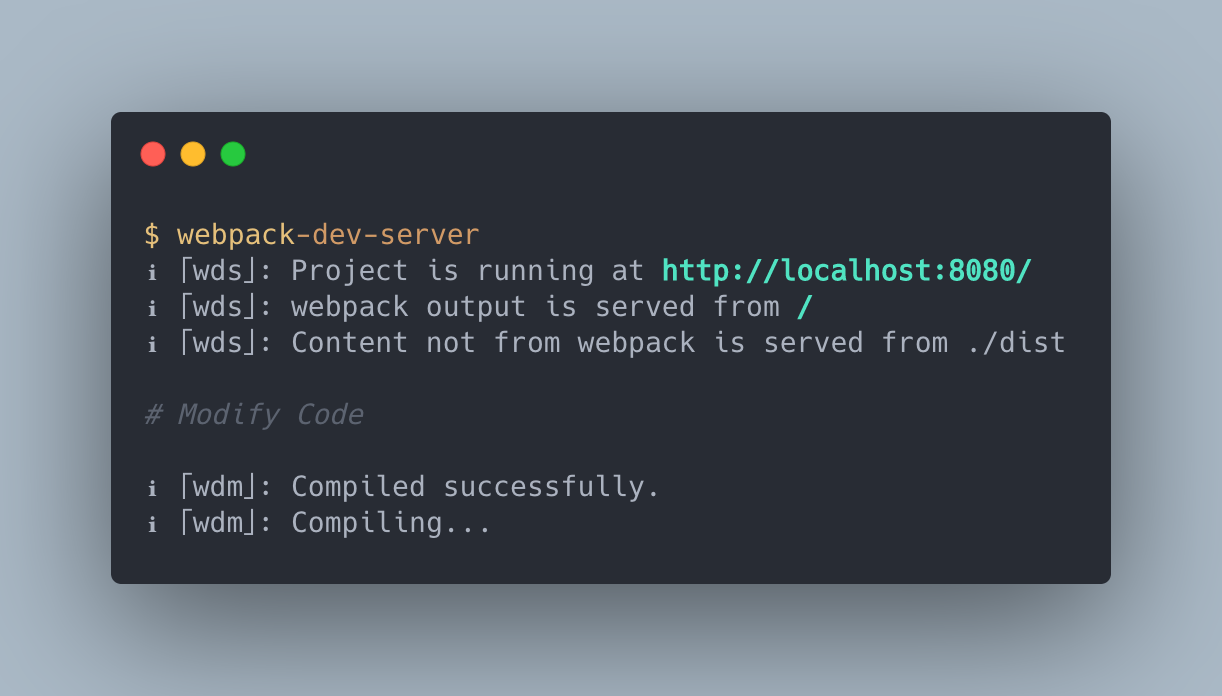 $ webpack-dev-server
ℹ ｢wds｣: Project is running at http://localhost:8080/
ℹ ｢wds｣: webpack output is served from /
ℹ ｢wds｣: Content not from webpack is served from ./dist
# Modify Code
ℹ ｢wdm｣: Compiled successfully.
ℹ ｢wdm｣: Compiling...